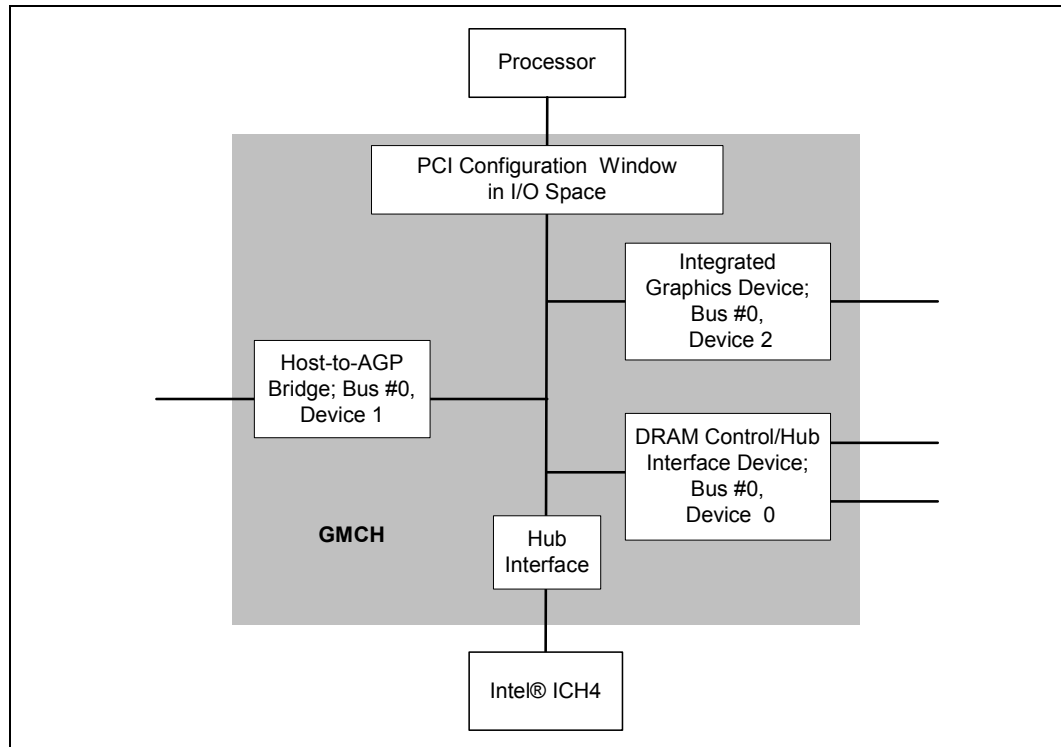 Processor
PCI Configuration Window
in I/O Space
Integrated
Graphics Device;
Bus #0,
Device 2
Host-to-AGP
Bridge; Bus #0,
Device 1
DRAM Control/Hub
Interface Device;
Bus #0,
Device 0
GMCH
Hub
Interface
Intel® ICH4